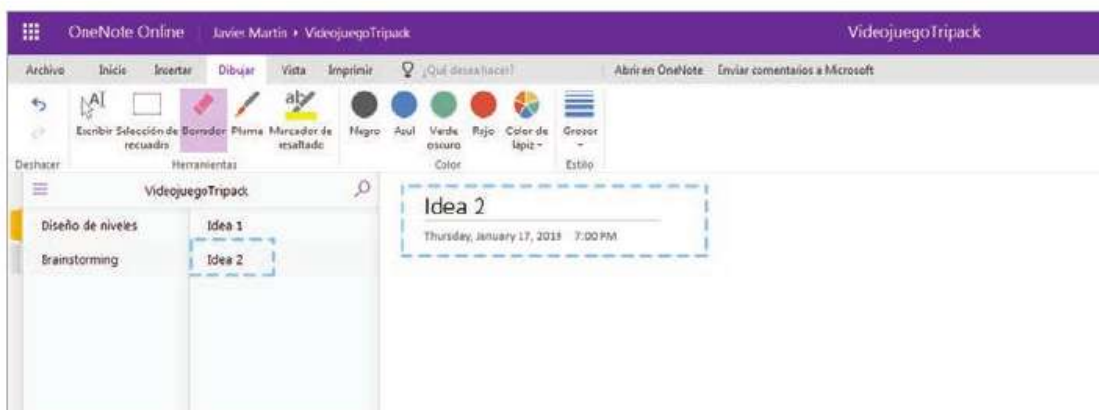 OneNote Online Javier Martin ▸ VideojuegoTripack VideojuegoTripack
Archivo Inicio Insertar Dibujar Vista Imprimir ¿Qué desea hacer? Abrir en OneNote Enviar comentarios a Microsoft
Escribir Selección de recuadro Borrador Pluma Marcador de resaltado Negro Azul Verde oscuro Rojo Color de lápiz Grosor
Deshacer Herramientas Color Estilo
VideojuegoTripack
Diseño de niveles Idea 1
Brainstorming Idea 2
Idea 2
Thursday, January 17, 2019 7:00 PM